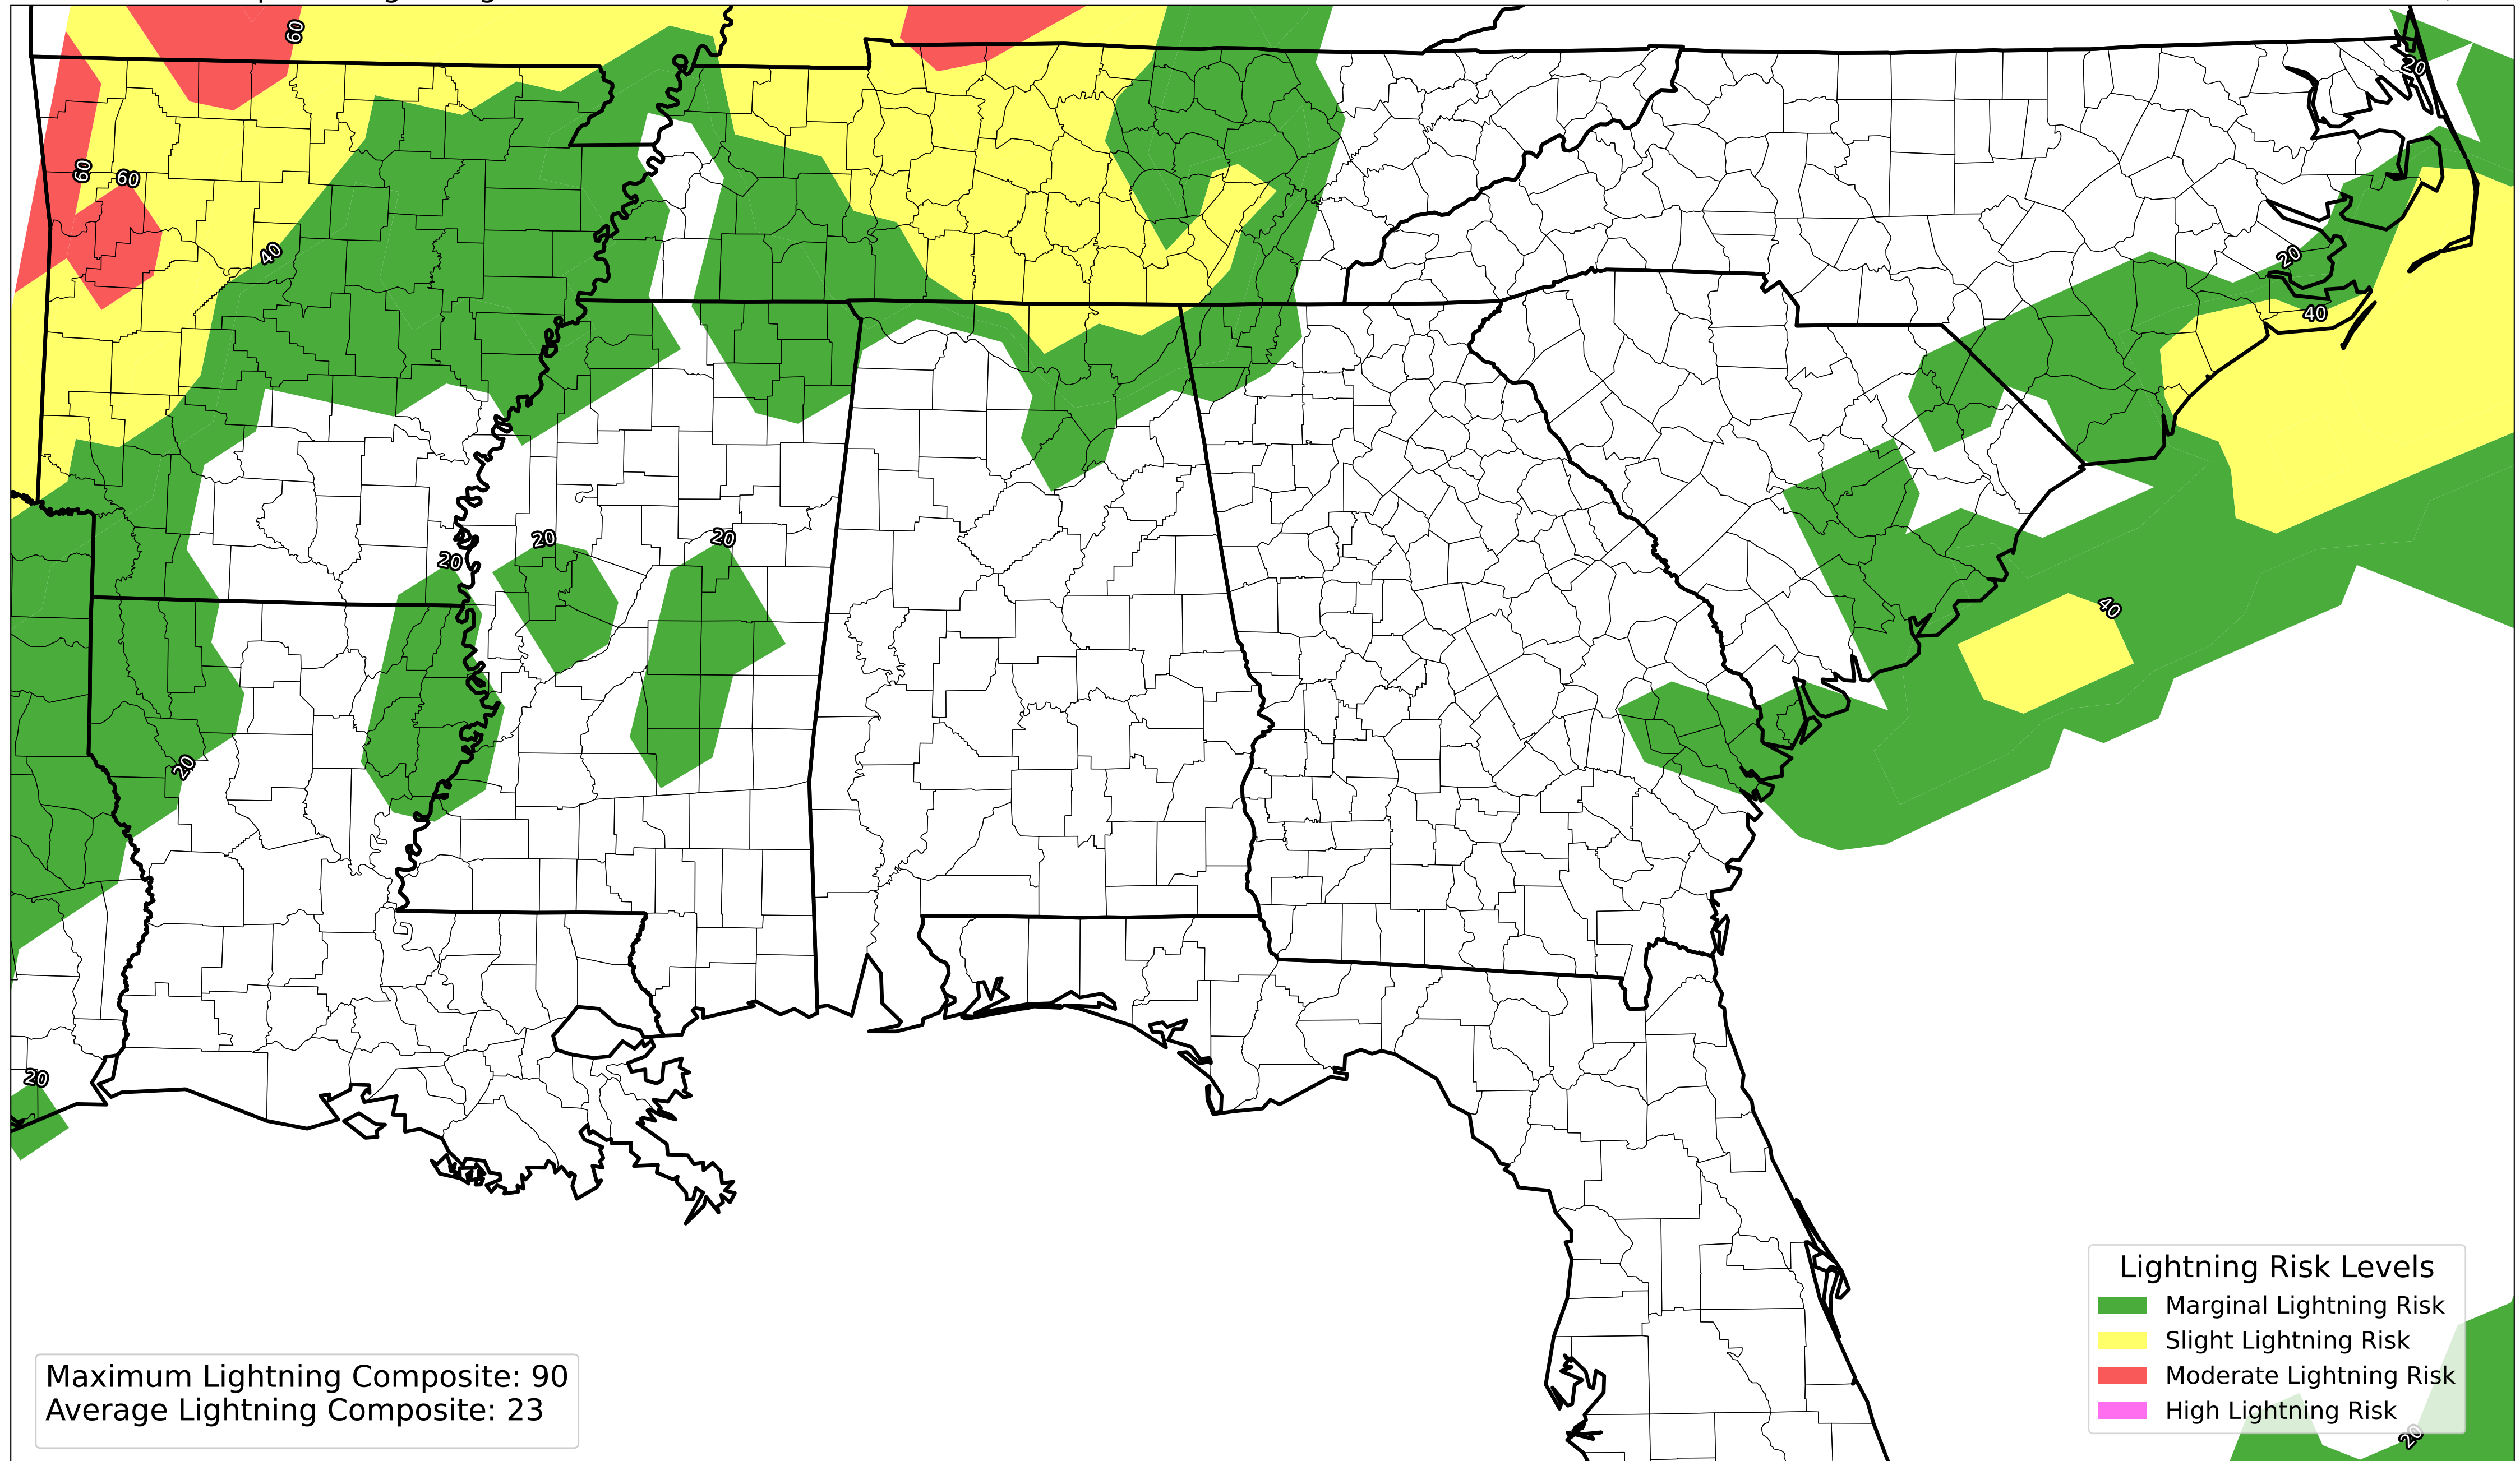 60
20
60
60
40
20
40
20
20
20
40
20
20
Lightning Risk Levels
Marginal Lightning Risk
Slight Lightning Risk
Moderate Lightning Risk
High Lightning Risk
Maximum Lightning Composite: 90
Average Lightning Composite: 23
20